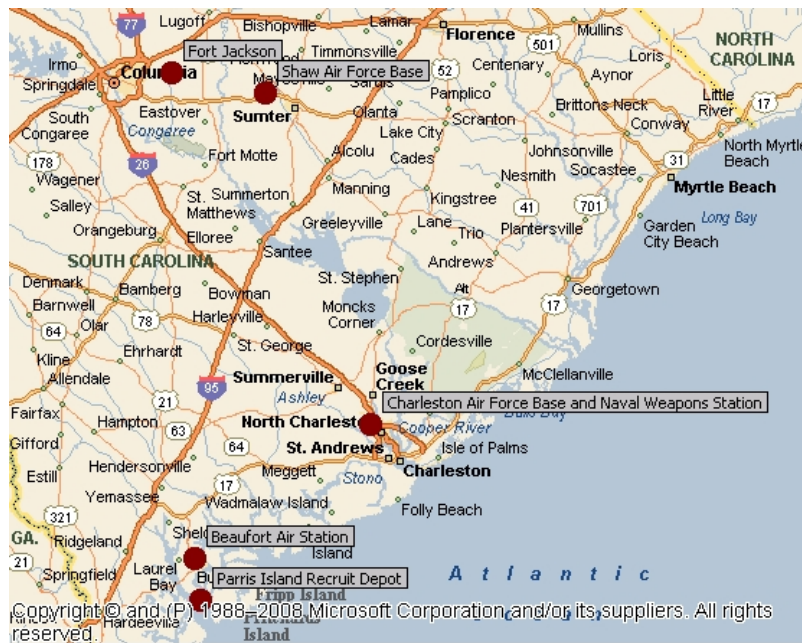 77
Lugoff
Bishopville
Lamar
Florence
Mullins
NORTH
CAROLINA
Fort Jackson
Timmonsville
501
Loris
Irmo
Columbia
Shaw Air Force Base
52
Centenary
Aynor
Springdale
Pamplico
Little
River
17
South
Congaree
Eastover
Sumter
Olanta
Scranton
Brittons Neck
Conway
Congaree
Lake City
North Myrtle
Beach
178
26
Fort Motte
Alcolu
Cades
Johnsonville
31
Wagener
Manning
Nesmith
Socastee
Myrtle Beach
Salley
St.
Matthews
Summerton
Kingstree
701
Orangeburg
Greeleyville
Lane
41
Plantersville
Garden
City Beach
Long Bay
Elloree
Trio
SOUTH CAROLINA
Santee
Andrews
Denmark
Bamberg
Bowman
St. Stephen
Alt
17
Georgetown
Barnwell
Harleyville
Moncks
Corner
17
64
Olar
78
Cordesville
Kline
Ehrhardt
St. George
Goose
Creek
McClellanville
Allendale
95
Summerville
Ashley
Charleston Air Force Base and Naval Weapons Station
Fairfax
21
Hampton
63
64
North Charleston
Cooper River
Gifford
St. Andrews
Isle of Palms
Estill
Hendersonville
Meggett
Charleston
Yemassee
17
Stono
Wadmalaw Island
Folly Beach
321
GA.
Beaufort Air Station
Island
21
Ridgeland
Laurel
Bay
Springfield
Parris Island Recruit Depot
Atlantic
Fripp Island
Hardeeville
Pritchards
Island
Copyright © and (P) 1988–2008 Microsoft Corporation and/or its suppliers. All rights
reserved.